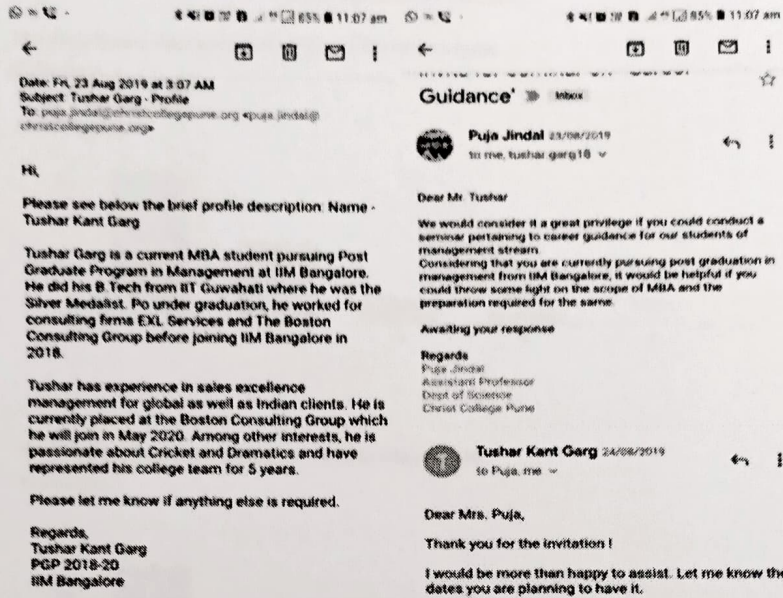 85% 11:07 am
Date: Fri, 23 Aug 2019 at 3:07 AM
Subject: Tushar Garg - Profile
To: puja.jindal@christcollegepune.org <puja.jindal@
christcollegepune.org>
Hi,
Please see below the brief profile description: Name -
Tushar Kant Garg
Tushar Garg is a current MBA student pursuing Post
Graduate Program in Management at IIM Bangalore.
He did his B.Tech from IIT Guwahati where he was the
Silver Medalist. Po under graduation, he worked for
consulting firms EXL Services and The Boston
Consulting Group before joining IIM Bangalore in
2018.
Tushar has experience in sales excellence
management for global as well as Indian clients. He is
currently placed at the Boston Consulting Group which
he will join in May 2020. Among other interests, he is
passionate about Cricket and Dramatics and have
represented his college team for 5 years.
Please let me know if anything else is required.
Regards,
Tushar Kant Garg
PGP 2018-20
IIM Bangalore
85% 11:07 am
Guidance' Inbox
Puja Jindal 23/08/2019
to me, tushar.garg18
Dear Mr. Tushar
We would consider it a great privilege if you could conduct a
seminar pertaining to career guidance for our students of
management stream.
Considering that you are currently pursuing post graduation in
management from IIM Bangalore, it would be helpful if you
could throw some light on the scope of MBA and the
preparation required for the same.
Awaiting your response
Regards
Puja Jindal
Assistant Professor
Dept of Science
Christ College Pune
T
Tushar Kant Garg 24/08/2019
to Puja, me
Dear Mrs. Puja,
Thank you for the invitation !
I would be more than happy to assist. Let me know the
dates you are planning to have it.